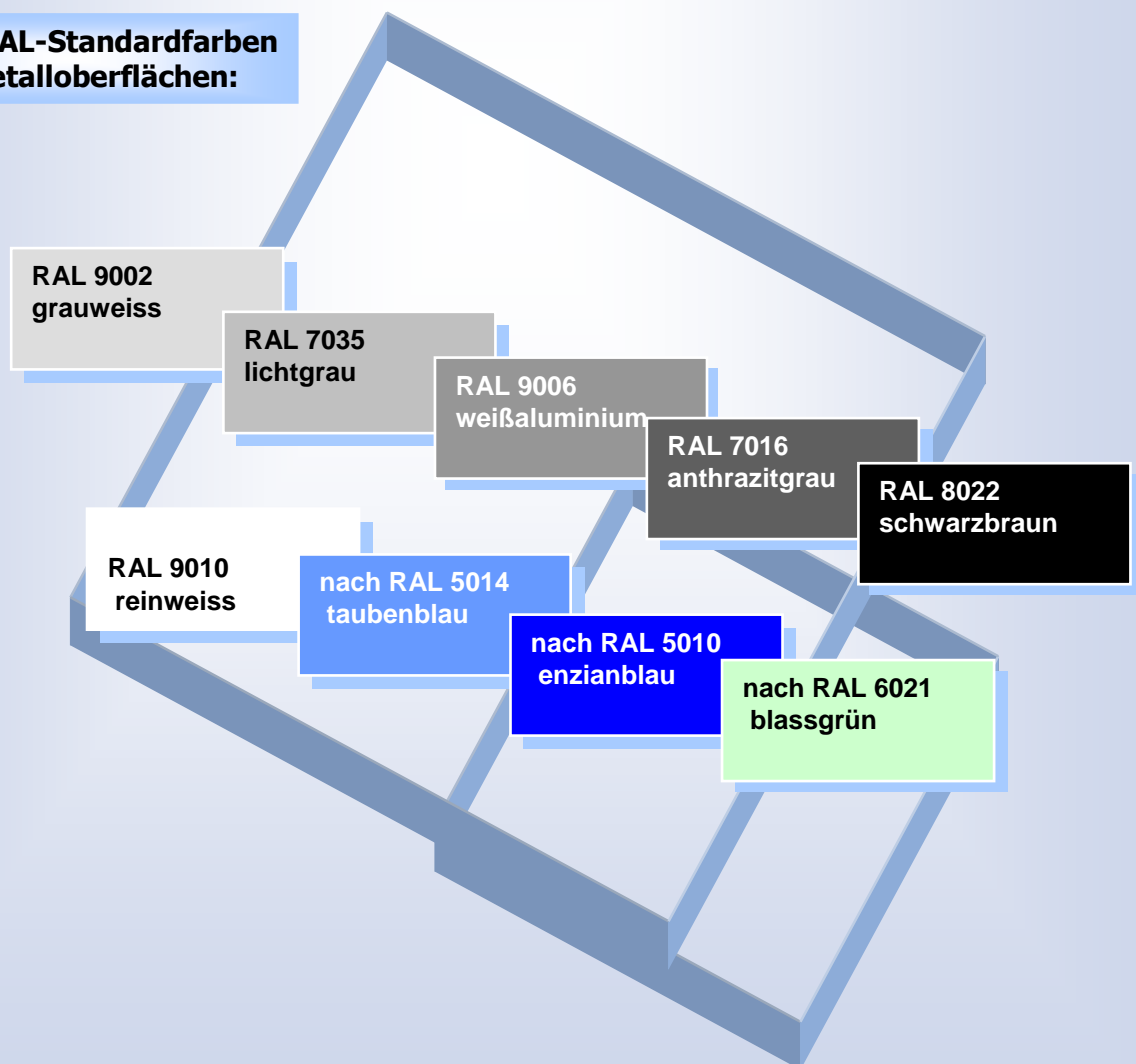 AL-Standardfarben
etalloberflächen:
RAL 9002
grauweiss
RAL 7035
lichtgrau
RAL 9006
weißaluminium
RAL 7016
anthrazitgrau
RAL 8022
schwarzbraun
RAL 9010
reinweiss
nach RAL 5014
taubenblau
nach RAL 5010
enzianblau
nach RAL 6021
blassgrün